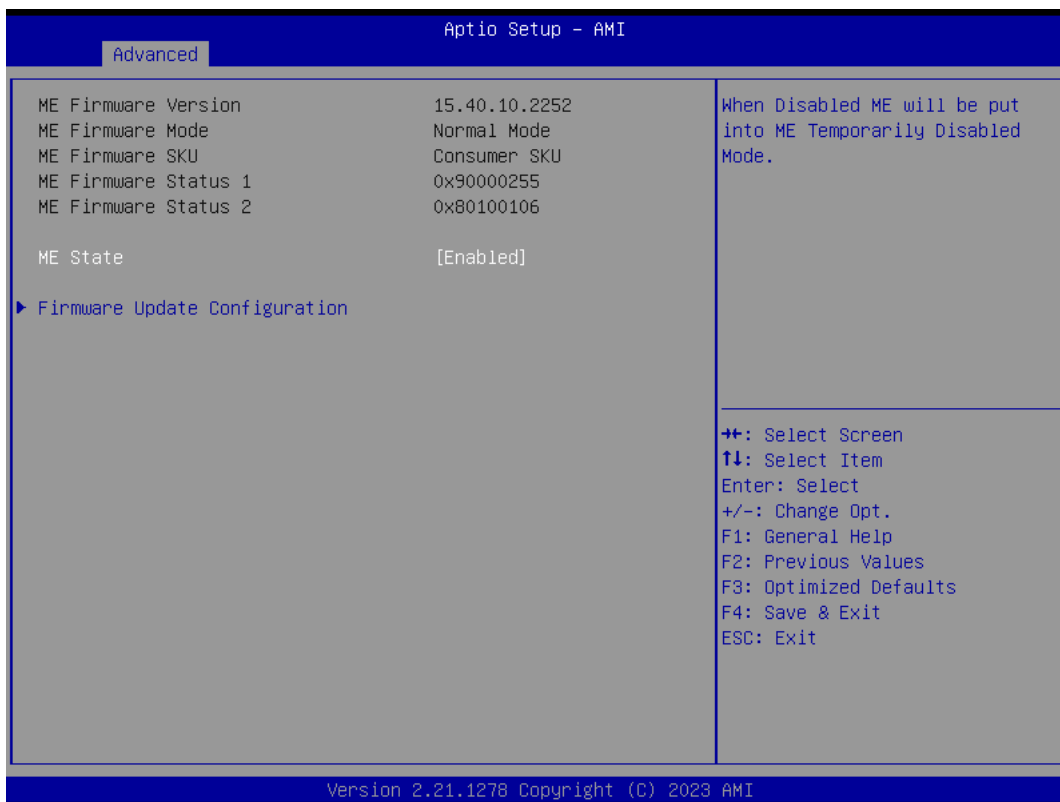 Aptio Setup – AMI
Advanced
ME Firmware Version 15.40.10.2252
ME Firmware Mode Normal Mode
ME Firmware SKU Consumer SKU
ME Firmware Status 1 0x90000255
ME Firmware Status 2 0x80100106
ME State [Enabled]
Firmware Update Configuration
When Disabled ME will be put
into ME Temporarily Disabled
Mode.
→←: Select Screen
↑↓: Select Item
Enter: Select
+/-: Change Opt.
F1: General Help
F2: Previous Values
F3: Optimized Defaults
F4: Save & Exit
ESC: Exit
Version 2.21.1278 Copyright (C) 2023 AMI